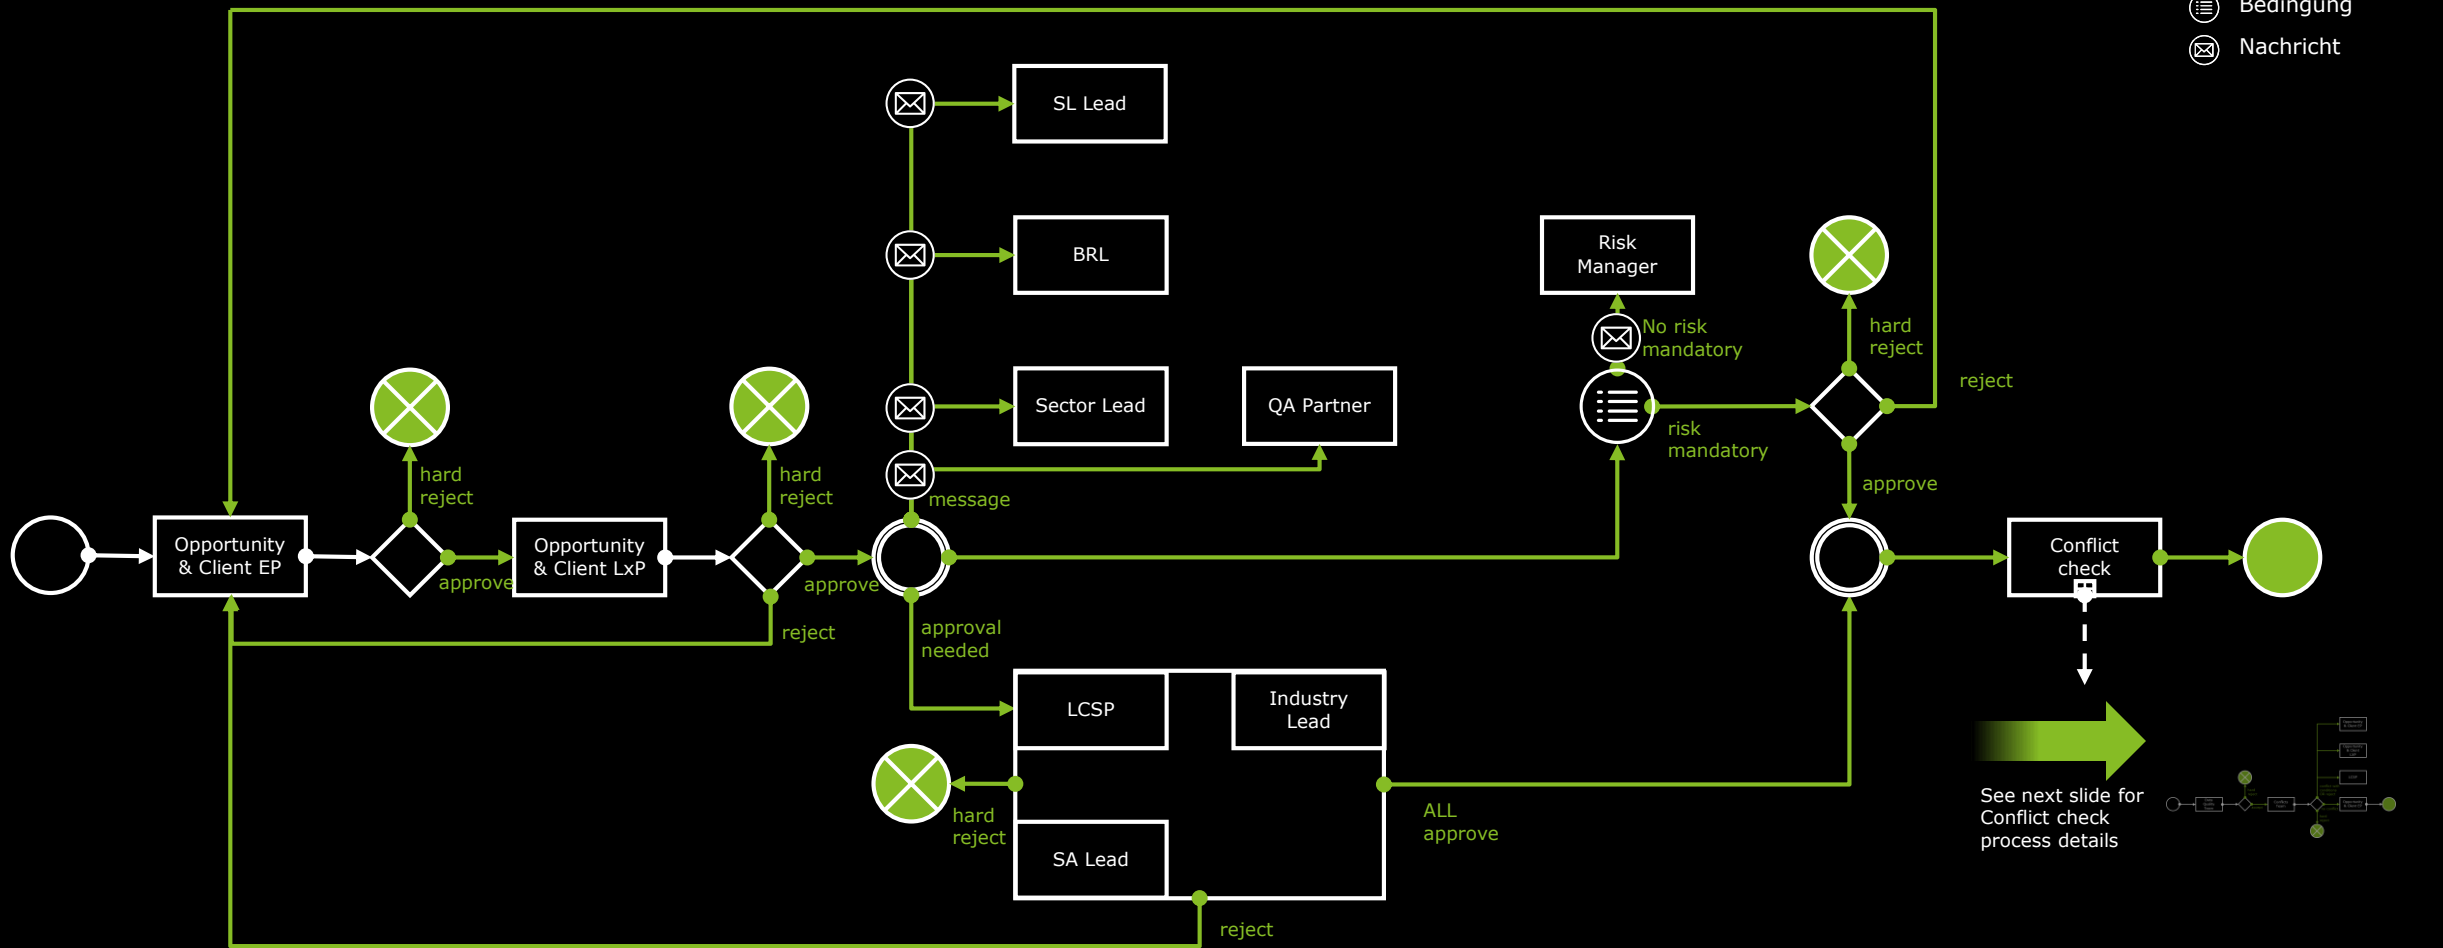 Bedingung
Nachricht
SL Lead
BRL
Risk
Manager
No risk
mandatory
hard
reject
reject
Sector Lead
QA Partner
risk
mandatory
hard
reject
hard
reject
message
approve
Opportunity
& Client EP
approve
Opportunity
& Client LxP
approve
Conflict
check
reject
approval
needed
LCSP
Industry
Lead
hard
reject
SA Lead
ALL
approve
See next slide for
Conflict check
process details
reject